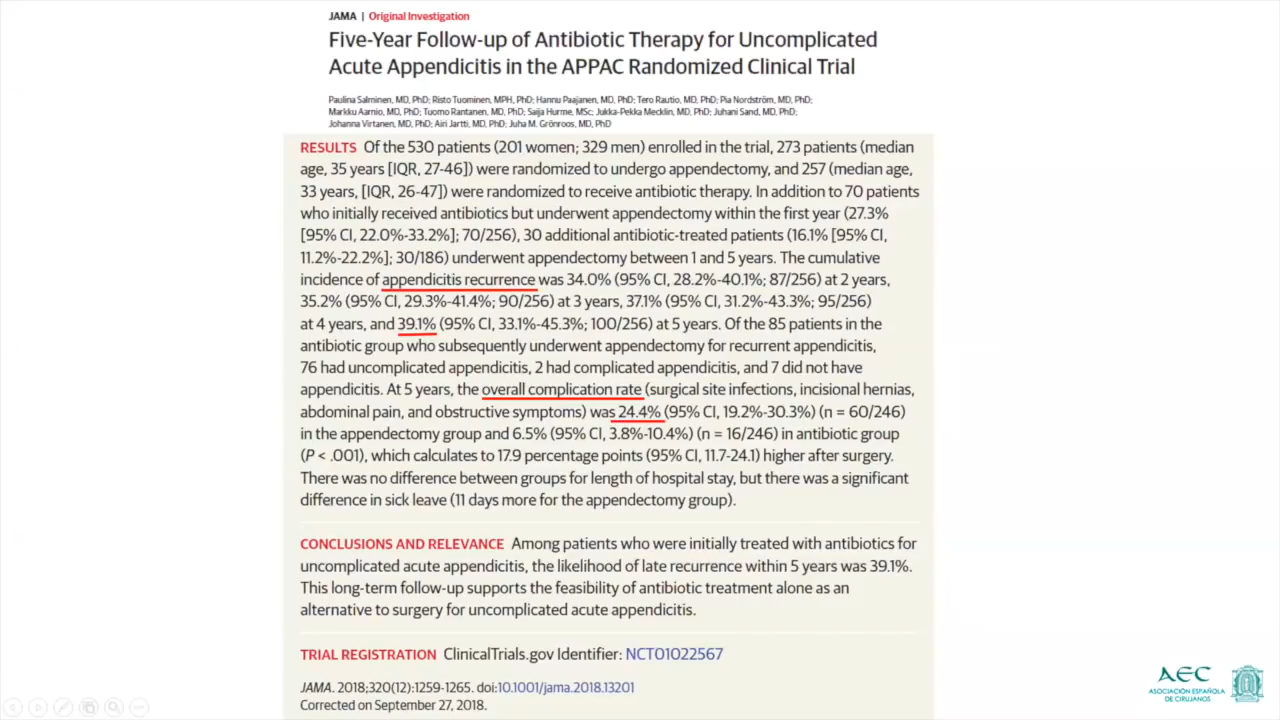 JAMA | Original Investigation
Five-Year Follow-up of Antibiotic Therapy for Uncomplicated
Acute Appendicitis in the APPAC Randomized Clinical Trial
Paulina Salminen, MD, PhD; Risto Tuominen, MPH, PhD; Hannu Paajanen, MD, PhD; Tero Rautio, MD, PhD; Pia Nordström, MD, PhD;
Markku Aarnio, MD, PhD; Tuomo Rantanen, MD, PhD; Saija Hurme, MSc; Jukka-Pekka Mecklin, MD, PhD; Juhani Sand, MD, PhD;
Johanna Virtanen, MD, PhD; Airi Jartti, MD, PhD; Juha M. Grönroos, MD, PhD
RESULTS Of the 530 patients (201 women; 329 men) enrolled in the trial, 273 patients (median
age, 35 years [IQR, 27-46]) were randomized to undergo appendectomy, and 257 (median age,
33 years, [IQR, 26-47]) were randomized to receive antibiotic therapy. In addition to 70 patients
who initially received antibiotics but underwent appendectomy within the first year (27.3%
[95% CI, 22.0%-33.2%]; 70/256), 30 additional antibiotic-treated patients (16.1% [95% CI,
11.2%-22.2%]; 30/186) underwent appendectomy between 1 and 5 years. The cumulative
incidence of appendicitis recurrence was 34.0% (95% CI, 28.2%-40.1%; 87/256) at 2 years,
35.2% (95% CI, 29.3%-41.4%; 90/256) at 3 years, 37.1% (95% CI, 31.2%-43.3%; 95/256)
at 4 years, and 39.1% (95% CI, 33.1%-45.3%; 100/256) at 5 years. Of the 85 patients in the
antibiotic group who subsequently underwent appendectomy for recurrent appendicitis,
76 had uncomplicated appendicitis, 2 had complicated appendicitis, and 7 did not have
appendicitis. At 5 years, the overall complication rate (surgical site infections, incisional hernias,
abdominal pain, and obstructive symptoms) was 24.4% (95% CI, 19.2%-30.3%) (n = 60/246)
in the appendectomy group and 6.5% (95% CI, 3.8%-10.4%) (n = 16/246) in antibiotic group
(P < .001), which calculates to 17.9 percentage points (95% CI, 11.7-24.1) higher after surgery.
There was no difference between groups for length of hospital stay, but there was a significant
difference in sick leave (11 days more for the appendectomy group).
CONCLUSIONS AND RELEVANCE Among patients who were initially treated with antibiotics for
uncomplicated acute appendicitis, the likelihood of late recurrence within 5 years was 39.1%.
This long-term follow-up supports the feasibility of antibiotic treatment alone as an
alternative to surgery for uncomplicated acute appendicitis.
TRIAL REGISTRATION ClinicalTrials.gov Identifier: NCT01022567
JAMA. 2018;320(12):1259-1265. doi:10.1001/jama.2018.13201
Corrected on September 27, 2018.
AEC
ASOCIACIÓN ESPAÑOLA
DE CIRUJANOS